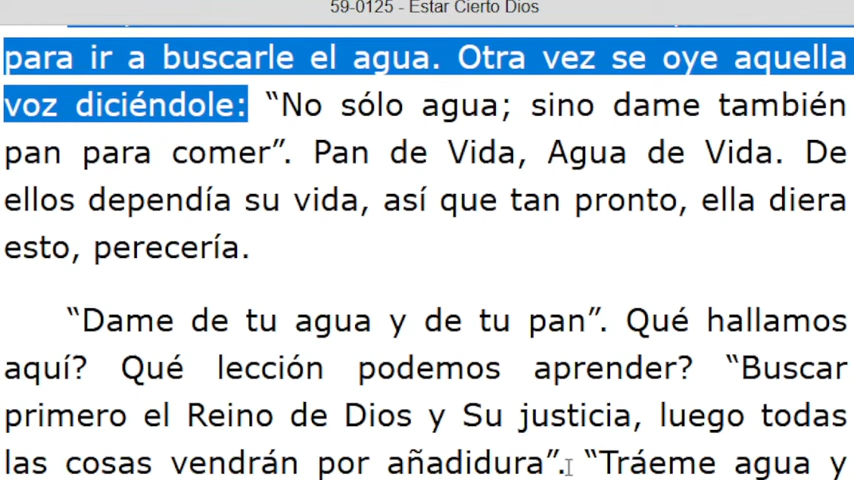 59-0125 - Estar Cierto Dios
para ir a buscarle el agua. Otra vez se oye aquella
voz diciéndole: “No sólo agua; sino dame también
pan para comer”. Pan de Vida, Agua de Vida. De
ellos dependía su vida, así que tan pronto, ella diera
esto, perecería.
“Dame de tu agua y de tu pan”. Qué hallamos
aquí? Qué lección podemos aprender? “Buscar
primero el Reino de Dios y Su justicia, luego todas
las cosas vendrán por añadidura”. “Tráeme agua y